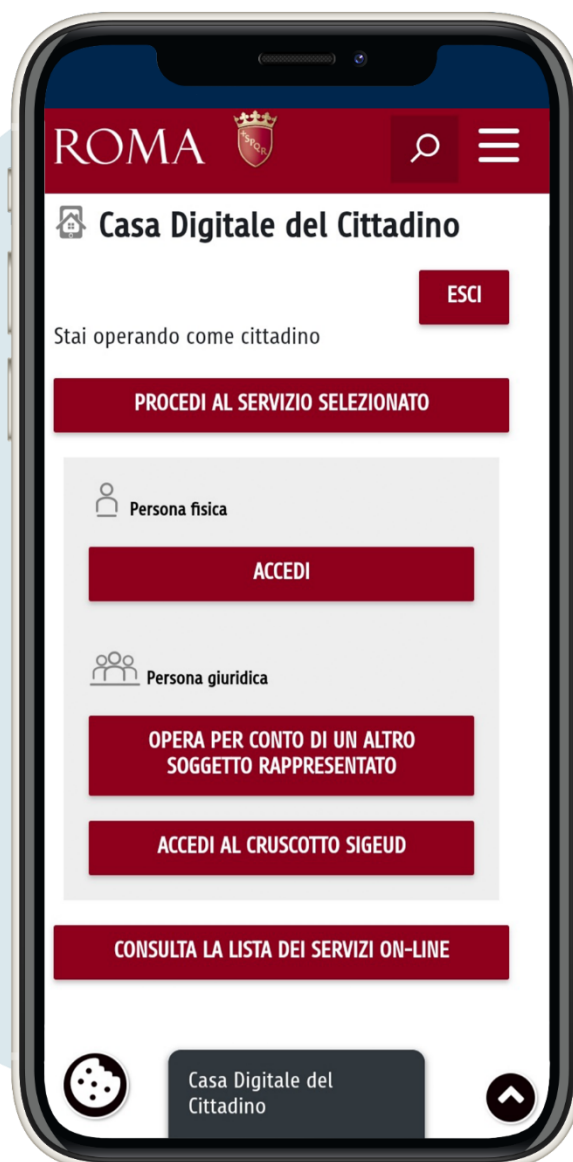 ROMA
SPQR
Casa Digitale del Cittadino
ESCI
Stai operando come cittadino
PROCEDI AL SERVIZIO SELEZIONATO
Persona fisica
ACCEDI
Persona giuridica
OPERA PER CONTO DI UN ALTRO
SOGGETTO RAPPRESENTATO
ACCEDI AL CRUSCOTTO SIGEUD
CONSULTA LA LISTA DEI SERVIZI ON-LINE
Casa Digitale del
Cittadino